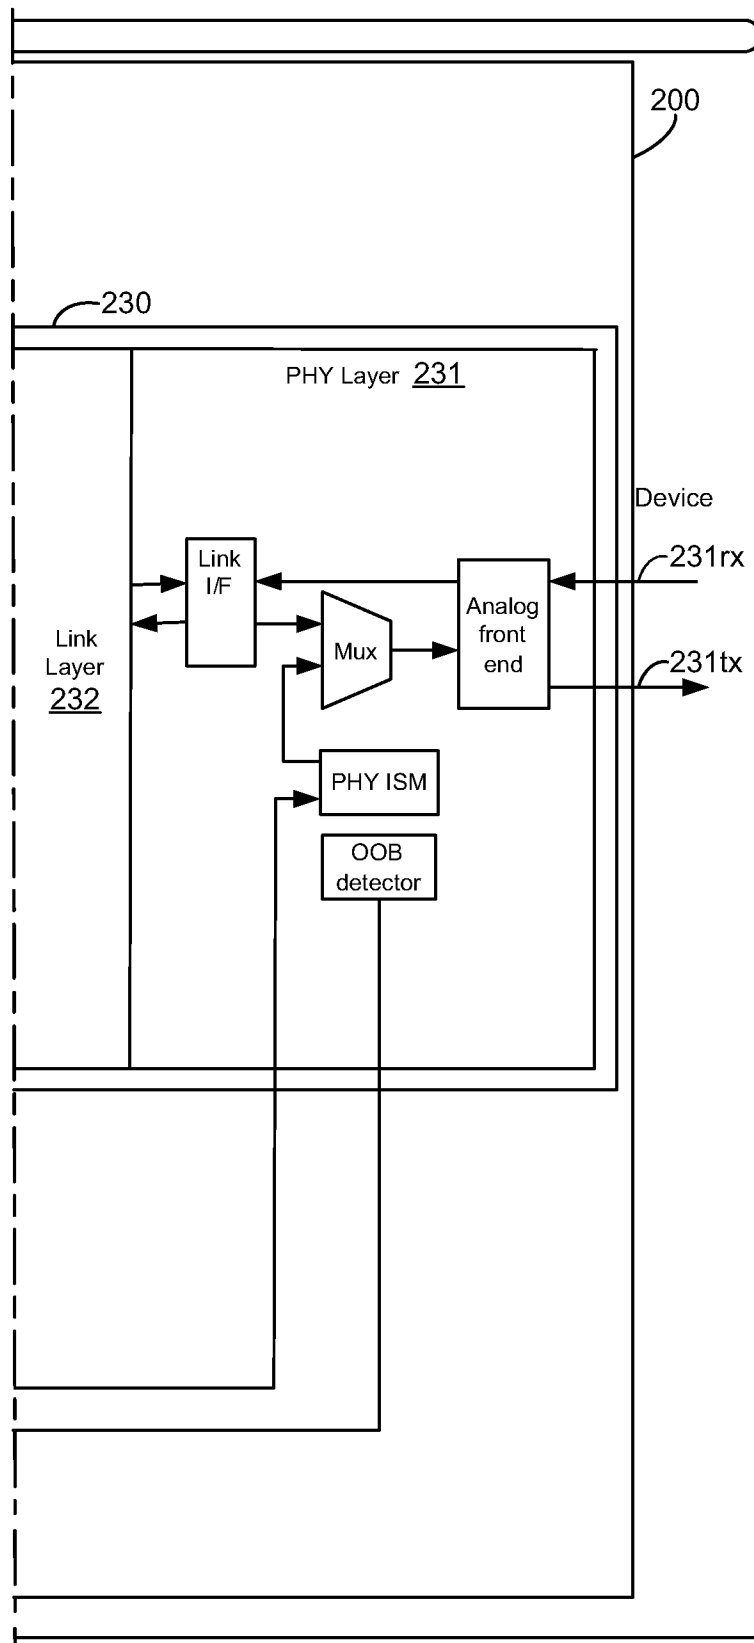 200
230
PHY Layer 231
Device
231rx
Link
I/F
Analog
front
end
Mux
Link
Layer
232
231tx
PHY ISM
OOB
detector